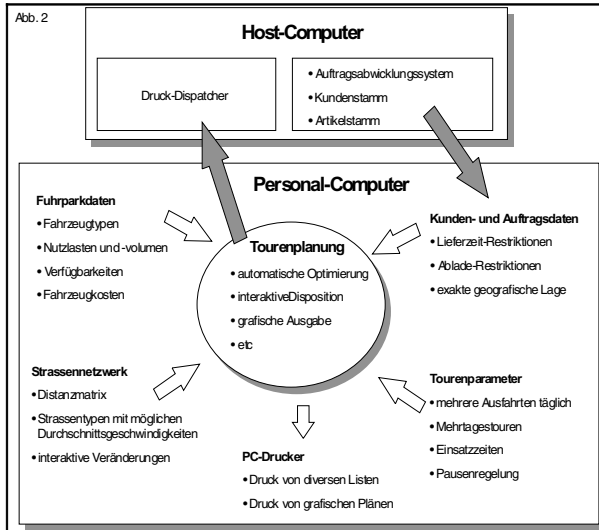 Abb. 2
Host-Computer
Druck-Dispatcher
• Auftragsabwicklungssystem
• Kundenstamm
• Artikelstamm
Personal-Computer
Fuhrparkdaten
• Fahrzeugtypen
• Nutzlasten und -volumen
• Verfügbarkeiten
• Fahrzeugkosten
Tourenplanung
• automatische Optimierung
• interaktiveDisposition
• grafische Ausgabe
• etc
Kunden- und Auftragsdaten
• Lieferzeit-Restriktionen
• Ablade-Restriktionen
• exakte geografische Lage
Strassennetzwerk
• Distanzmatrix
• Strassentypen mit möglichen
Durchschnittsgeschwindigkeiten
• interaktive Veränderungen
PC-Drucker
• Druck von diversen Listen
• Druck von grafischen Plänen
Tourenparameter
• mehrere Ausfahrten täglich
• Mehrtagestouren
• Einsatzzeiten
• Pausenregelung